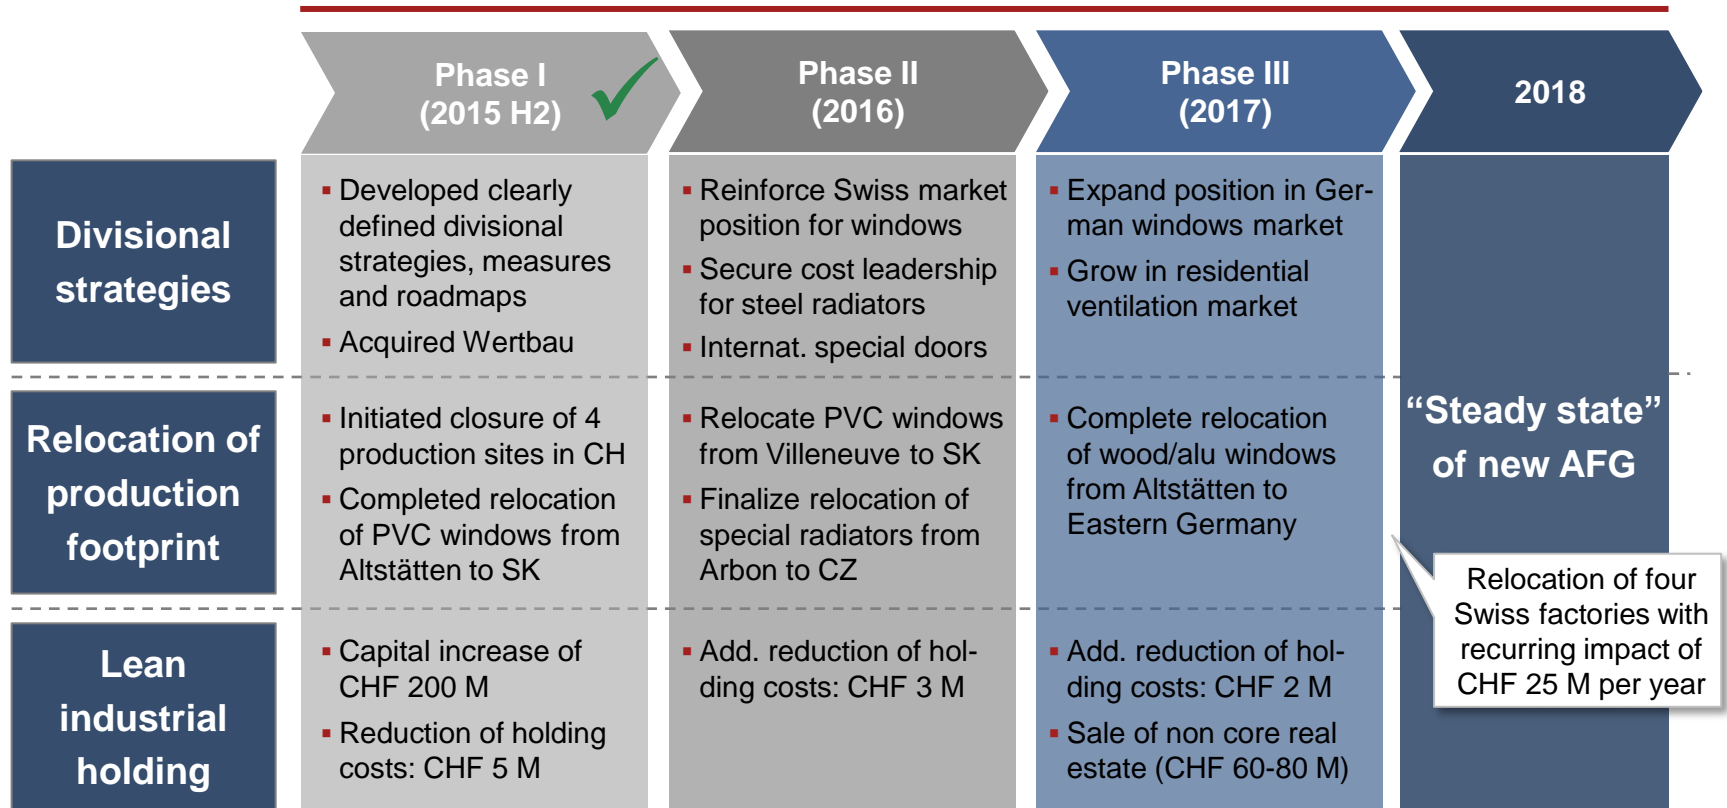 Phase I
(2015 H2)
Phase II
(2016)
Phase III
(2017)
2018
Divisional
strategies
▪ Developed clearly
defined divisional
strategies, measures
and roadmaps
▪ Acquired Wertbau
▪ Reinforce Swiss market
position for windows
▪ Secure cost leadership
for steel radiators
▪ Internat. special doors
▪ Expand position in Ger-
man windows market
▪ Grow in residential
ventilation market
Relocation of
production
footprint
▪ Initiated closure of 4
production sites in CH
▪ Completed relocation
of PVC windows from
Altstätten to SK
▪ Relocate PVC windows
from Villeneuve to SK
▪ Finalize relocation of
special radiators from
Arbon to CZ
▪ Complete relocation
of wood/alu windows
from Altstätten to
Eastern Germany
“Steady state”
of new AFG
Relocation of four
Swiss factories with
recurring impact of
CHF 25 M per year
Lean
industrial
holding
▪ Capital increase of
CHF 200 M
▪ Reduction of holding
costs: CHF 5 M
▪ Add. reduction of hol-
ding costs: CHF 3 M
▪ Add. reduction of hol-
ding costs: CHF 2 M
▪ Sale of non core real
estate (CHF 60-80 M)